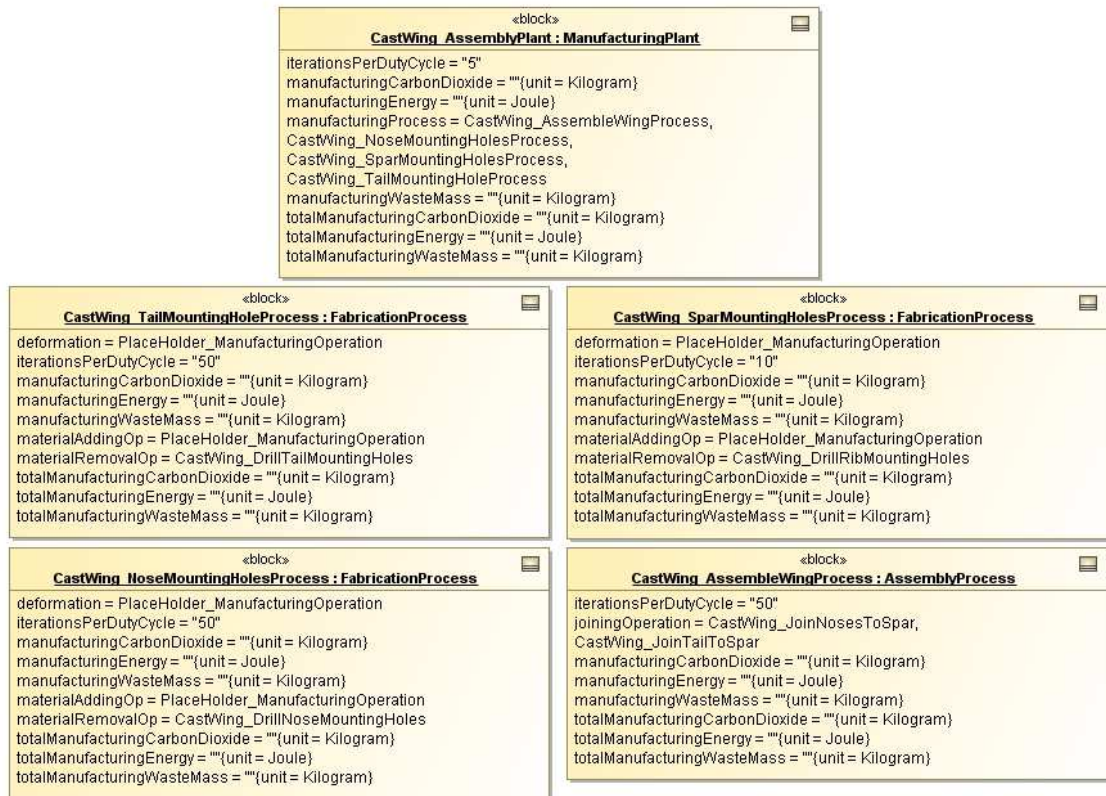 «block»
CastWing_AssemblyPlant : ManufacturingPlant
iterationsPerDutyCycle = "5"
manufacturingCarbonDioxide = ""{unit = Kilogram}
manufacturingEnergy = ""{unit = Joule}
manufacturingProcess = CastWing_AssembleWingProcess,
CastWing_NoseMountingHolesProcess,
CastWing_SparMountingHolesProcess,
CastWing_TailMountingHoleProcess
manufacturingWasteMass = ""{unit = Kilogram}
totalManufacturingCarbonDioxide = ""{unit = Kilogram}
totalManufacturingEnergy = ""{unit = Joule}
totalManufacturingWasteMass = ""{unit = Kilogram}
«block»
CastWing_TailMountingHoleProcess : FabricationProcess
deformation = PlaceHolder_ManufacturingOperation
iterationsPerDutyCycle = "50"
manufacturingCarbonDioxide = ""{unit = Kilogram}
manufacturingEnergy = ""{unit = Joule}
manufacturingWasteMass = ""{unit = Kilogram}
materialAddingOp = PlaceHolder_ManufacturingOperation
materialRemovalOp = CastWing_DrillTailMountingHoles
totalManufacturingCarbonDioxide = ""{unit = Kilogram}
totalManufacturingEnergy = ""{unit = Joule}
totalManufacturingWasteMass = ""{unit = Kilogram}
«block»
CastWing_SparMountingHolesProcess : FabricationProcess
deformation = PlaceHolder_ManufacturingOperation
iterationsPerDutyCycle = "10"
manufacturingCarbonDioxide = ""{unit = Kilogram}
manufacturingEnergy = ""{unit = Joule}
manufacturingWasteMass = ""{unit = Kilogram}
materialAddingOp = PlaceHolder_ManufacturingOperation
materialRemovalOp = CastWing_DrillRibMountingHoles
totalManufacturingCarbonDioxide = ""{unit = Kilogram}
totalManufacturingEnergy = ""{unit = Joule}
totalManufacturingWasteMass = ""{unit = Kilogram}
«block»
CastWing_NoseMountingHolesProcess : FabricationProcess
deformation = PlaceHolder_ManufacturingOperation
iterationsPerDutyCycle = "50"
manufacturingCarbonDioxide = ""{unit = Kilogram}
manufacturingEnergy = ""{unit = Joule}
manufacturingWasteMass = ""{unit = Kilogram}
materialAddingOp = PlaceHolder_ManufacturingOperation
materialRemovalOp = CastWing_DrillNoseMountingHoles
totalManufacturingCarbonDioxide = ""{unit = Kilogram}
totalManufacturingEnergy = ""{unit = Joule}
totalManufacturingWasteMass = ""{unit = Kilogram}
«block»
CastWing_AssembleWingProcess : AssemblyProcess
iterationsPerDutyCycle = "50"
joiningOperation = CastWing_JoinNosesToSpar,
CastWing_JoinTailToSpar
manufacturingCarbonDioxide = ""{unit = Kilogram}
manufacturingEnergy = ""{unit = Joule}
manufacturingWasteMass = ""{unit = Kilogram}
totalManufacturingCarbonDioxide = ""{unit = Kilogram}
totalManufacturingEnergy = ""{unit = Joule}
totalManufacturingWasteMass = ""{unit = Kilogram}